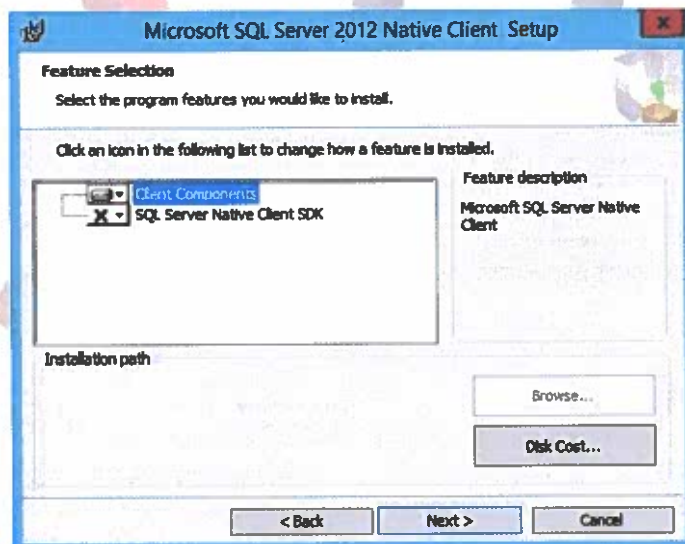 Microsoft SQL Server 2012 Native Client Setup
Feature Selection
Select the program features you would like to install.
Click an icon in the following list to change how a feature is installed.
Client Components
SQL Server Native Client SDK
Feature description
Microsoft SQL Server Native
Client
Installation path
Browse...
Disk Cost...
< Back
Next >
Cancel